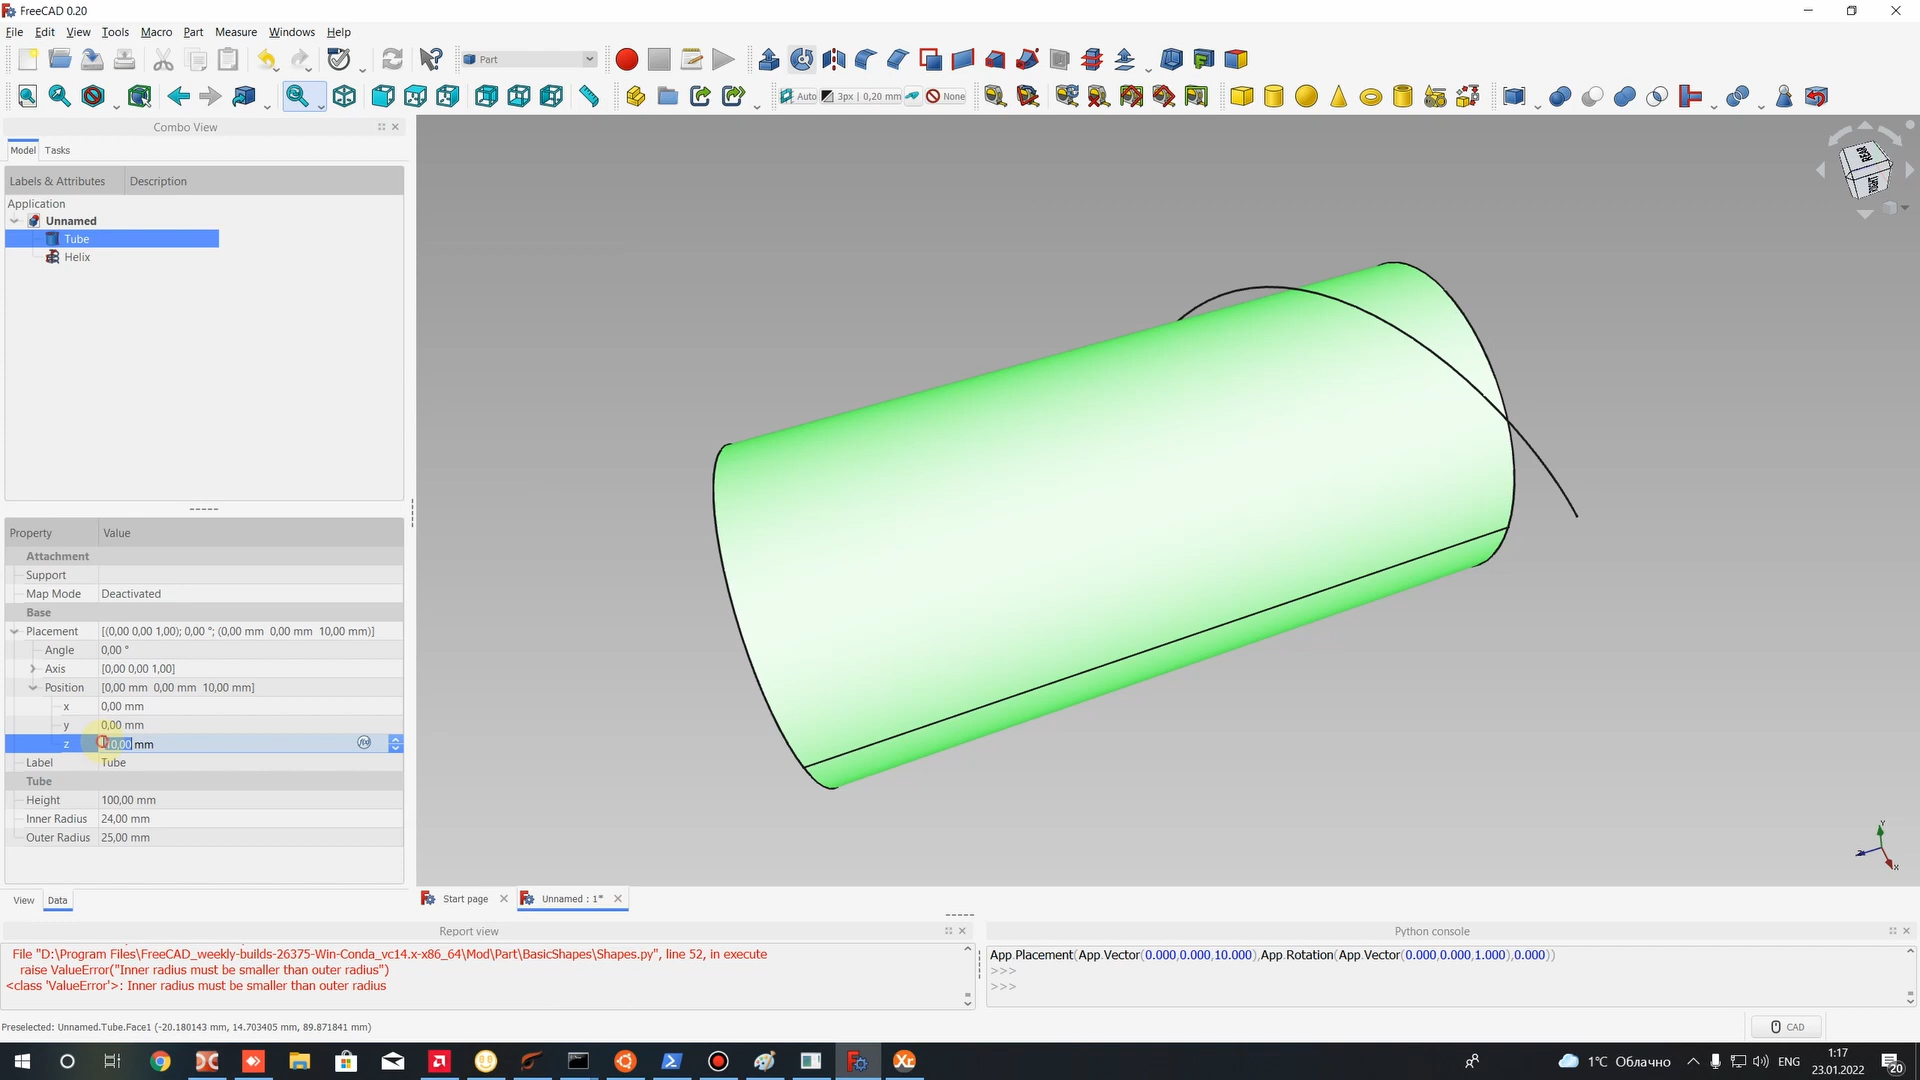 FreeCAD 0.20
File Edit View Tools Macro Part Measure Windows Help
Part
Auto 3px | 0,20 mm None
Combo View
Model Tasks
Labels & Attributes Description
Application
Unnamed
Tube
Helix
Property Value
Attachment
Support
Map Mode Deactivated
Base
Placement [(0,00 0,00 1,00); 0,00 °; (0,00 mm 0,00 mm 10,00 mm)]
Angle 0,00 °
Axis [0,00 0,00 1,00]
Position [0,00 mm 0,00 mm 10,00 mm]
x 0,00 mm
y 0,00 mm
z 10,00 mm
Label Tube
Tube
Height 100,00 mm
Inner Radius 24,00 mm
Outer Radius 25,00 mm
View Data
REAR
Y
X
Z
Start page Unnamed : 1*
Report view
File "D:\Program Files\FreeCAD_weekly-builds-26375-Win-Conda_vc14.x-x86_64\Mod\Part\BasicShapes\Shapes.py", line 52, in execute
raise ValueError("Inner radius must be smaller than outer radius")
<class 'ValueError'>: Inner radius must be smaller than outer radius
Python console
App.Placement(App.Vector(0.000,0.000,10.000),App.Rotation(App.Vector(0.000,0.000,1.000),0.000))
>>>
>>>
Preselected: Unnamed.Tube.Face1 (-20.180143 mm, 14.703405 mm, 89.871841 mm)
CAD
1°C Облачно
ENG
1:17
23.01.2022
20